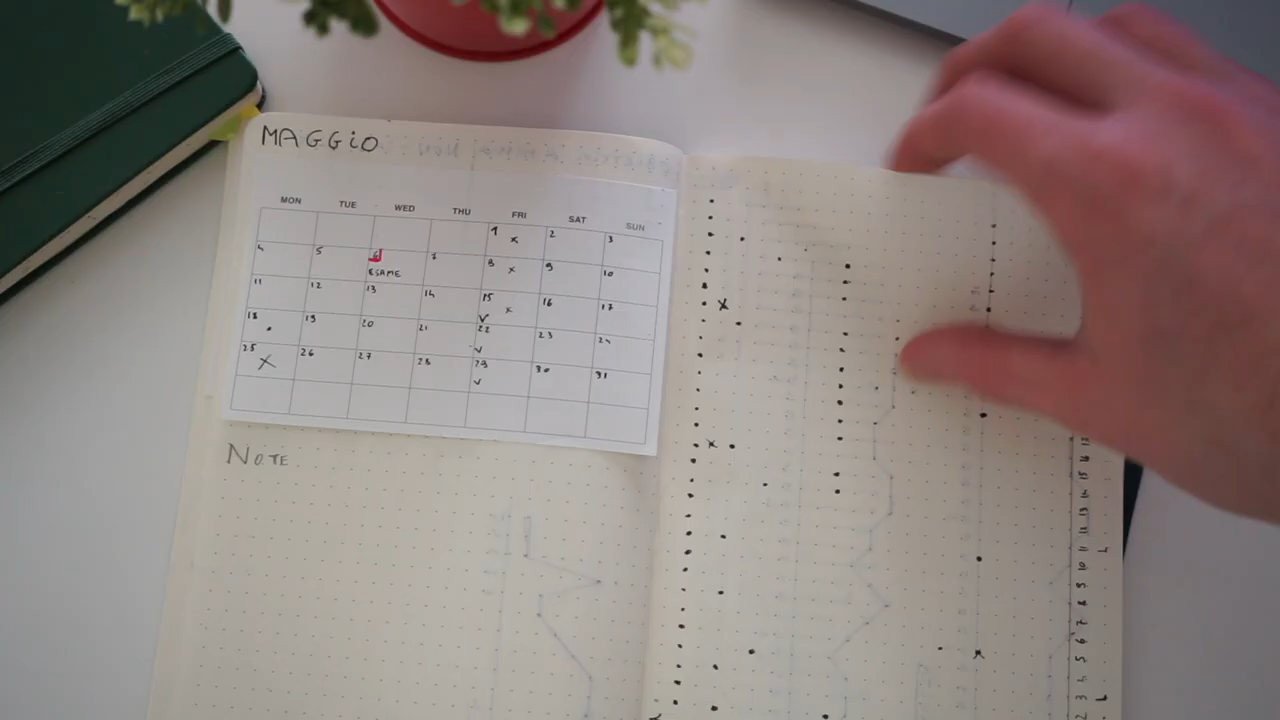 MAGGIO
MON TUE WED THU FRI SAT SUN
1 2 3
4 5 6 7 8 9 10
ESAME
11 12 13 14 15 16 17
18 19 20 21 22 23 24
25 26 27 28 29 30 31
NOTE